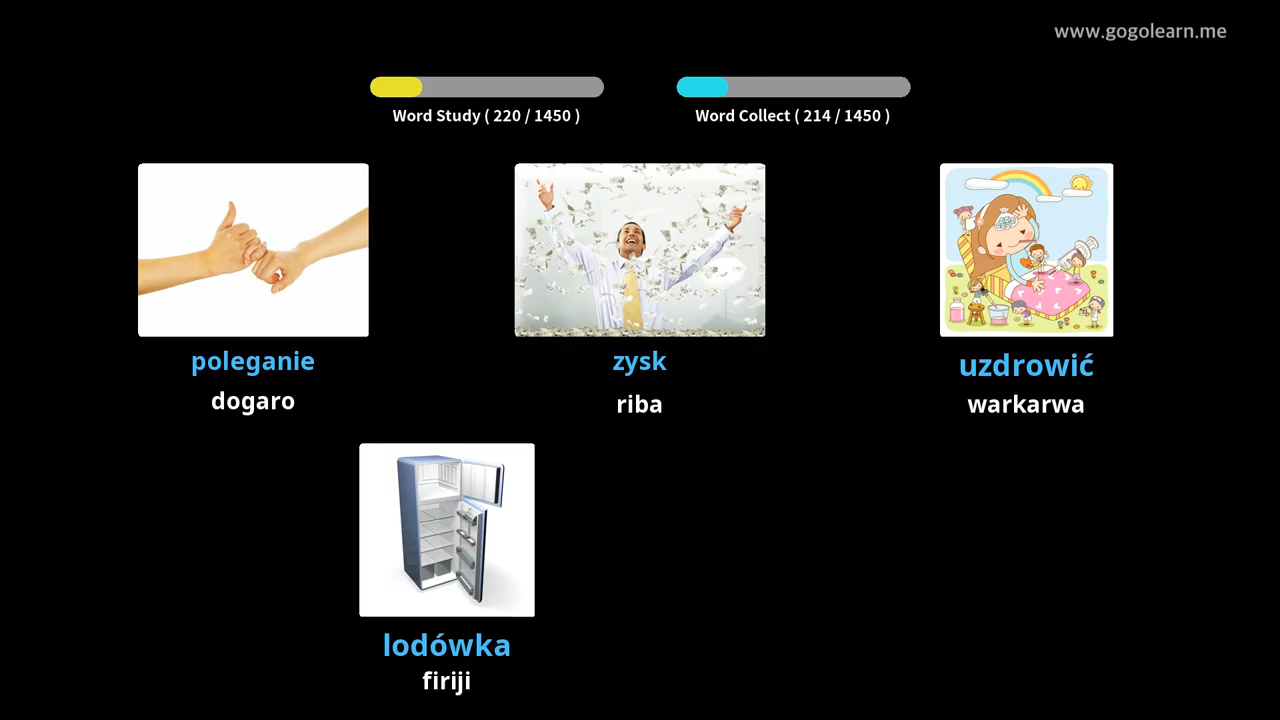 www.gogolearn.me
Word Study ( 220 / 1450 )
Word Collect ( 214 / 1450 )
poleganie
dogaro
zysk
riba
uzdrowić
warkarwa
lodówka
firiji